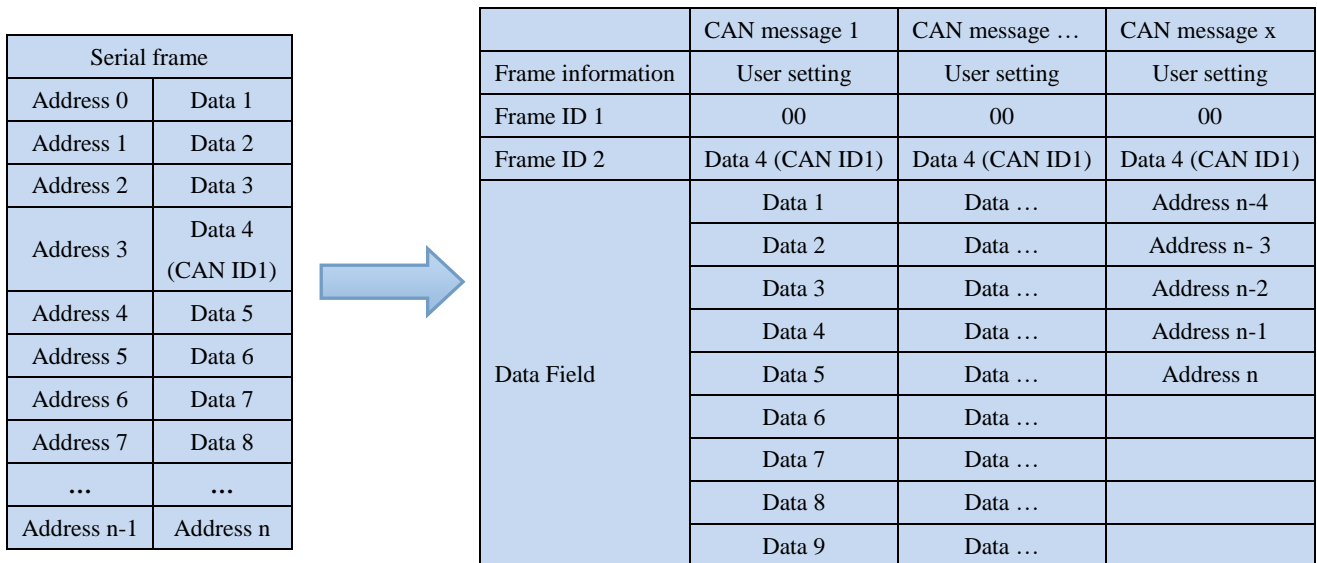 Serial frame
Address 0 Data 1
Address 1 Data 2
Address 2 Data 3
Address 3 Data 4
(CAN ID1)
Address 4 Data 5
Address 5 Data 6
Address 6 Data 7
Address 7 Data 8
… …
Address n-1 Address n
CAN message 1 CAN message … CAN message x
Frame information User setting User setting User setting
Frame ID 1 00 00 00
Frame ID 2 Data 4 (CAN ID1) Data 4 (CAN ID1) Data 4 (CAN ID1)
Data Field
Data 1 Data … Address n-4
Data 2 Data … Address n- 3
Data 3 Data … Address n-2
Data 4 Data … Address n-1
Data 5 Data … Address n
Data 6 Data …
Data 7 Data …
Data 8 Data …
Data 9 Data …